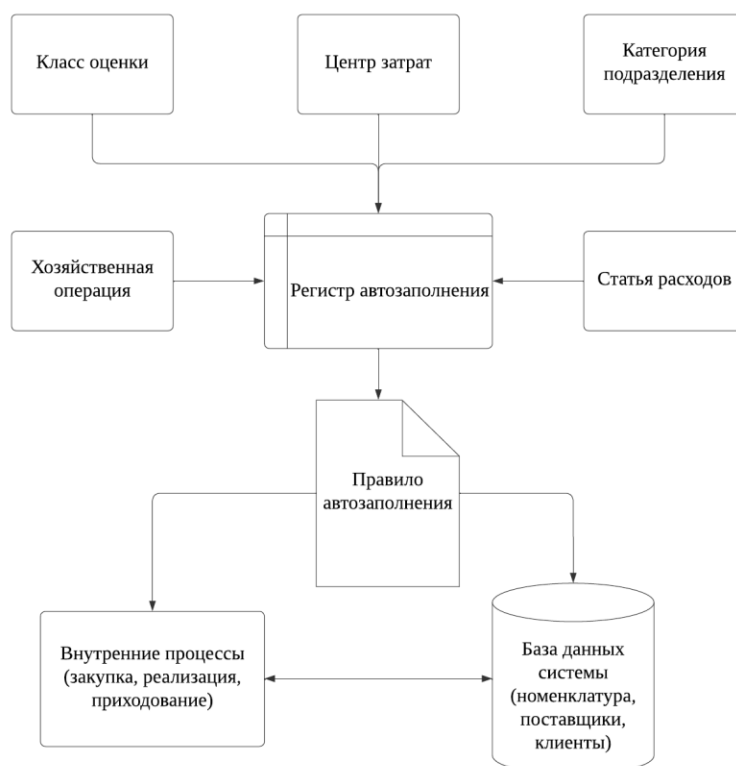 Класс оценки
Центр затрат
Категория
подразделения
Хозяйственная
операция
Регистр автозаполнения
Статья расходов
Правило
автозаполнения
Внутренние процессы
(закупка, реализация,
приходование)
База данных
системы
(номенклатура,
поставщики,
клиенты)